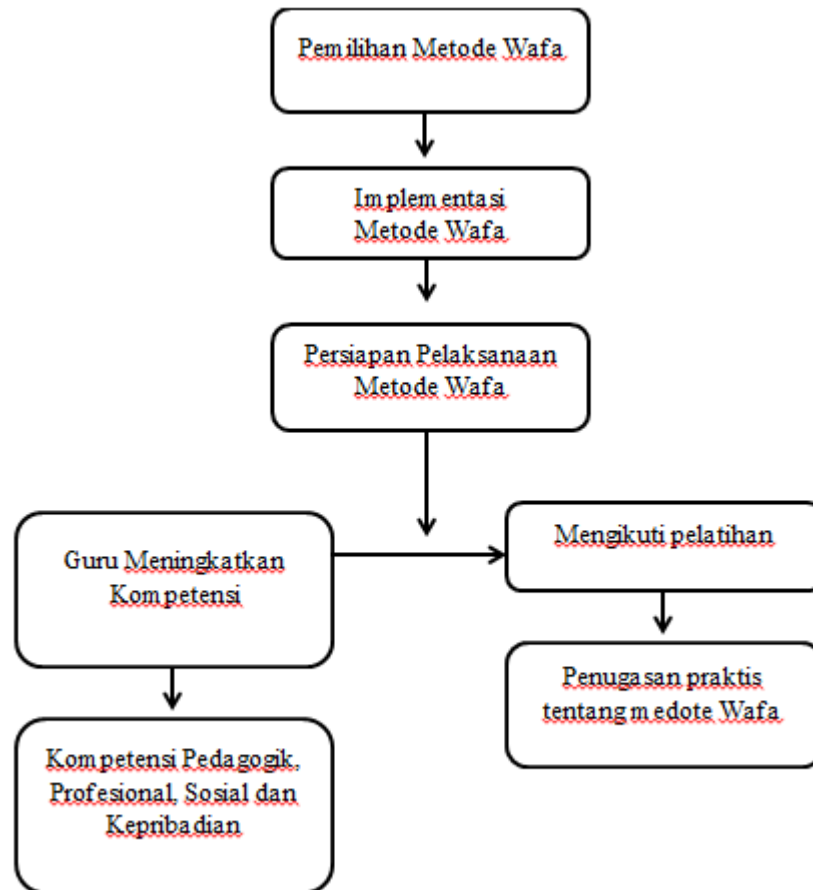 Pemilihan Metode Wafa
Implementasi
Metode Wafa
Persiapan Pelaksanaan
Metode Wafa
Guru Meningkatkan
Kompetensi
Mengikuti pelatihan
Kompetensi Pedagogik,
Profesional, Sosial dan
Kepribadian
Penugasan praktis
tentang medote Wafa